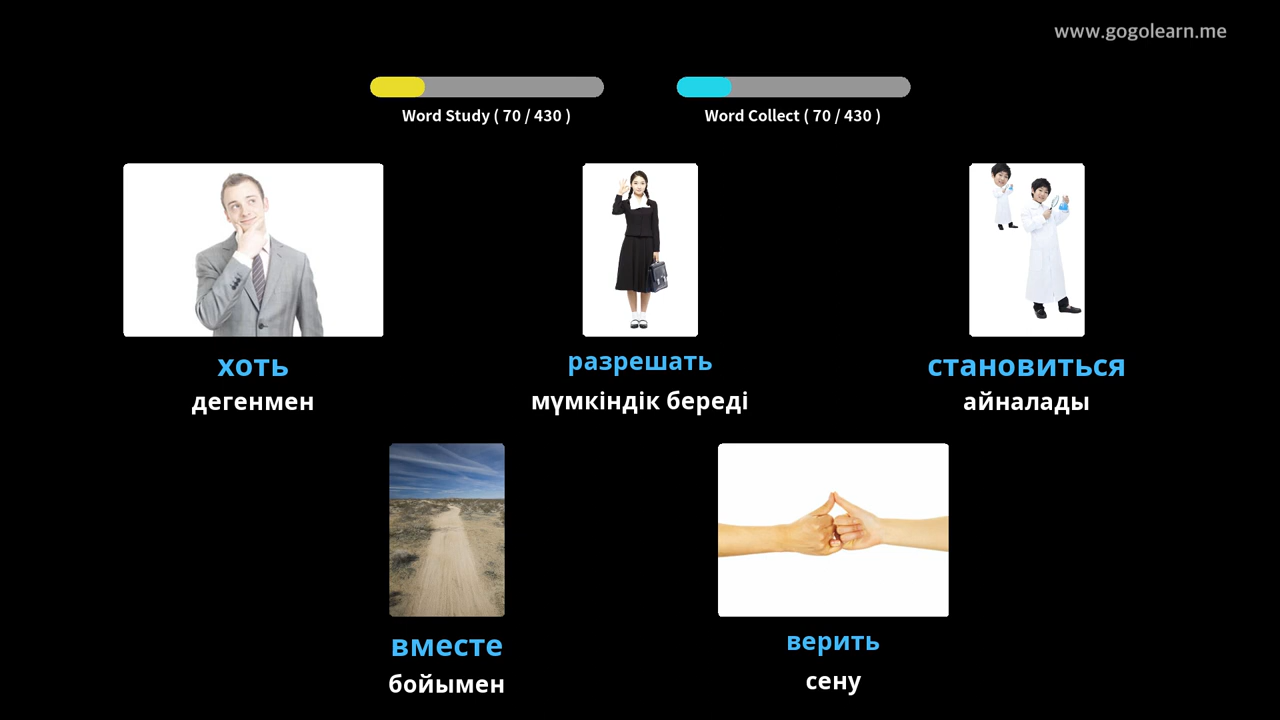 www.gogolearn.me
Word Study ( 70 / 430 )
Word Collect ( 70 / 430 )
хоть
дегенмен
разрешать
мүмкіндік береді
становиться
айналады
вместе
бойымен
верить
сену